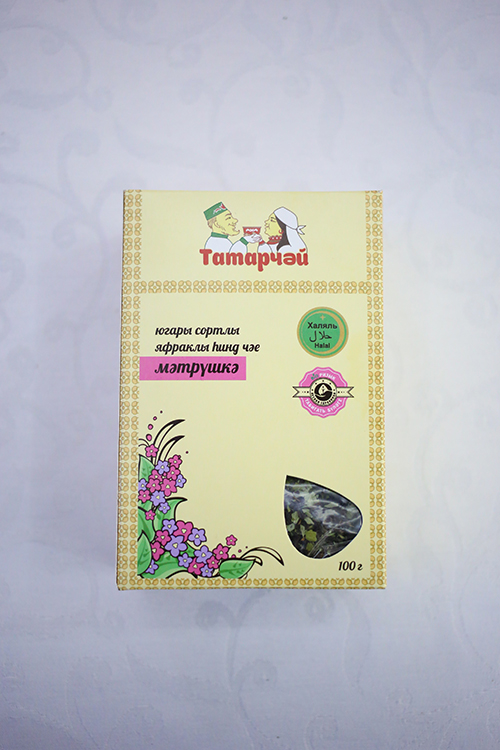 Татарчәй
югары сортлы
яфраклы һинд чәе
мәтрүшкә
Халяль
حلال
Halal
100 г